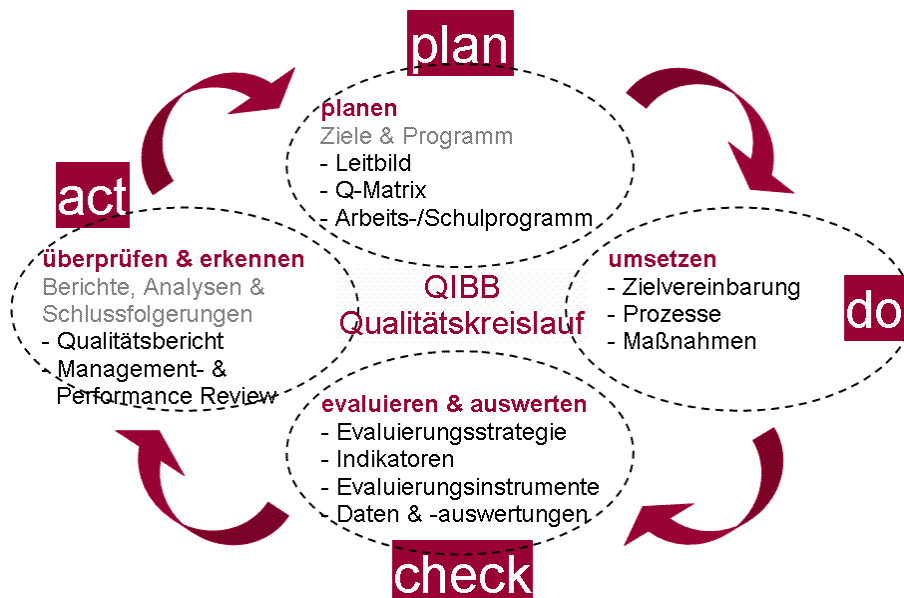 plan
planen
Ziele & Programm
- Leitbild
- Q-Matrix
- Arbeits-/Schulprogramm
act
überprüfen & erkennen
Berichte, Analysen &
Schlussfolgerungen
- Qualitätsbericht
- Management- &
Performance Review
QIBB
Qualitätskreislauf
umsetzen
- Zielvereinbarung
- Prozesse
- Maßnahmen
do
evaluieren & auswerten
- Evaluierungsstrategie
- Indikatoren
- Evaluierungsinstrumente
- Daten & -auswertungen
check